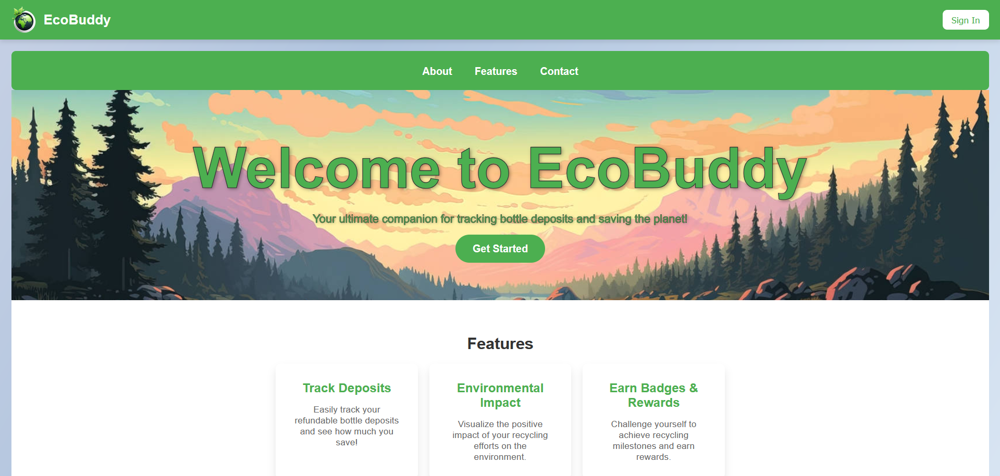 EcoBuddy
Sign In
About Features Contact
Welcome to EcoBuddy
Your ultimate companion for tracking bottle deposits and saving the planet!
Get Started
Features
Track Deposits
Easily track your
refundable bottle deposits
and see how much you
save!
Environmental
Impact
Visualize the positive
impact of your recycling
efforts on the
environment.
Earn Badges &
Rewards
Challenge yourself to
achieve recycling
milestones and earn
rewards.